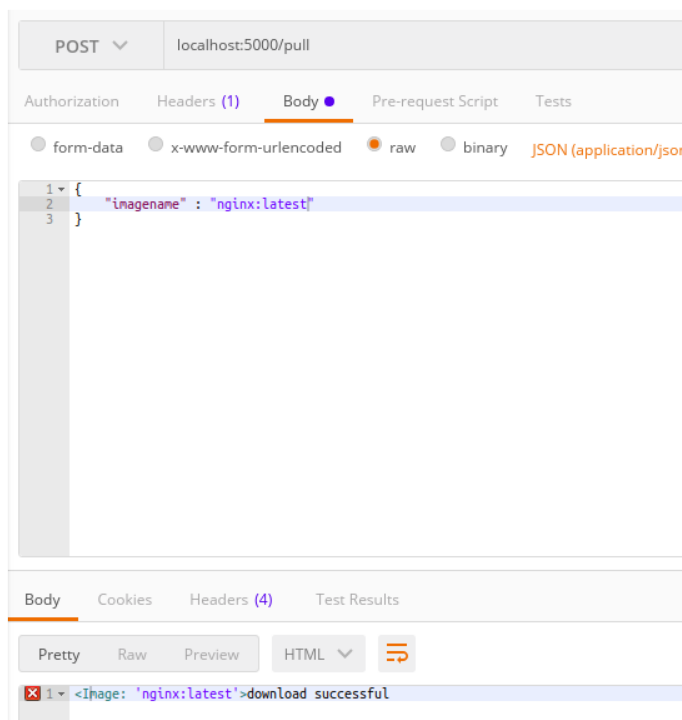 POST localhost:5000/pull
Authorization Headers (1) Body Pre-request Script Tests
form-data x-www-form-urlencoded raw binary JSON (application/json
1 {
2 "imagename" : "nginx:latest"
3 }
Body Cookies Headers (4) Test Results
Pretty Raw Preview HTML
1 <Image: 'nginx:latest'>download successful